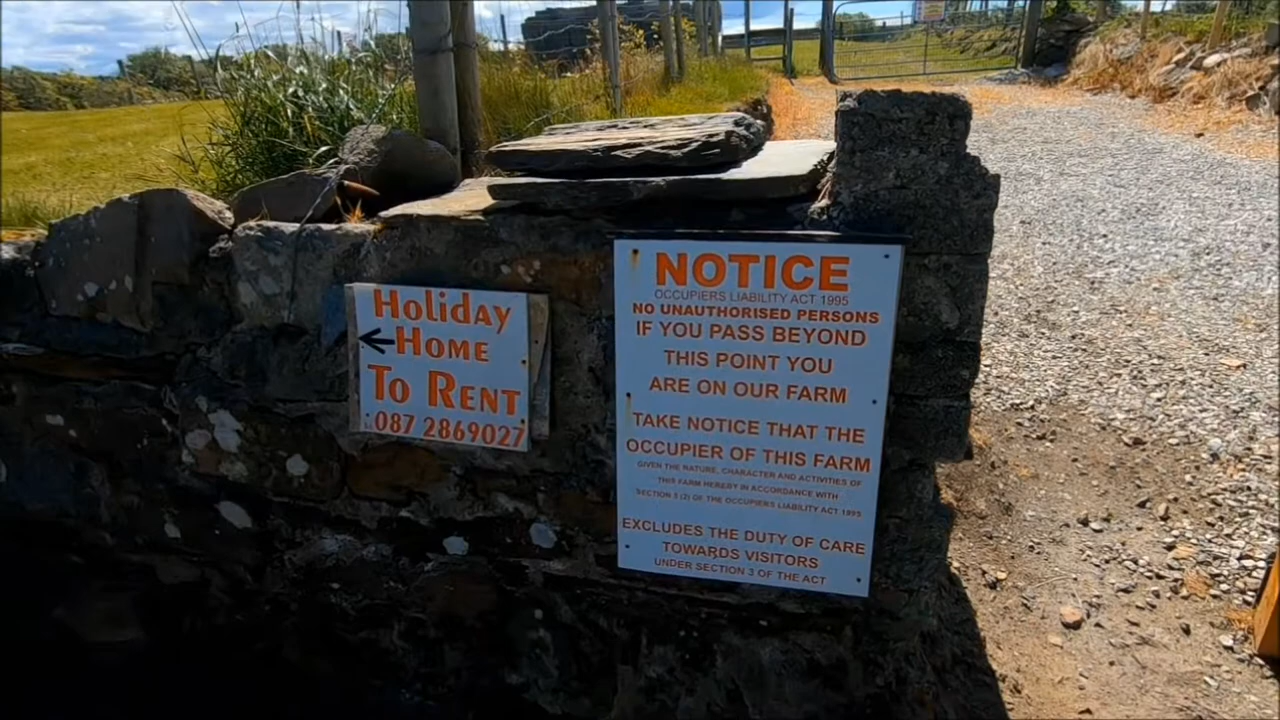 Holiday
Home
To Rent
087 2869027
NOTICE
OCCUPIERS LIABILITY ACT 1995
NO UNAUTHORISED PERSONS
IF YOU PASS BEYOND
THIS POINT YOU
ARE ON OUR FARM
TAKE NOTICE THAT THE
OCCUPIER OF THIS FARM
GIVEN THE NATURE, CHARACTER AND ACTIVITIES OF
THIS FARM HEREBY IN ACCORDANCE WITH
SECTION 5 (2) OF THE OCCUPIERS LIABILITY ACT 1995
EXCLUDES THE DUTY OF CARE
TOWARDS VISITORS
UNDER SECTION 3 OF THE ACT